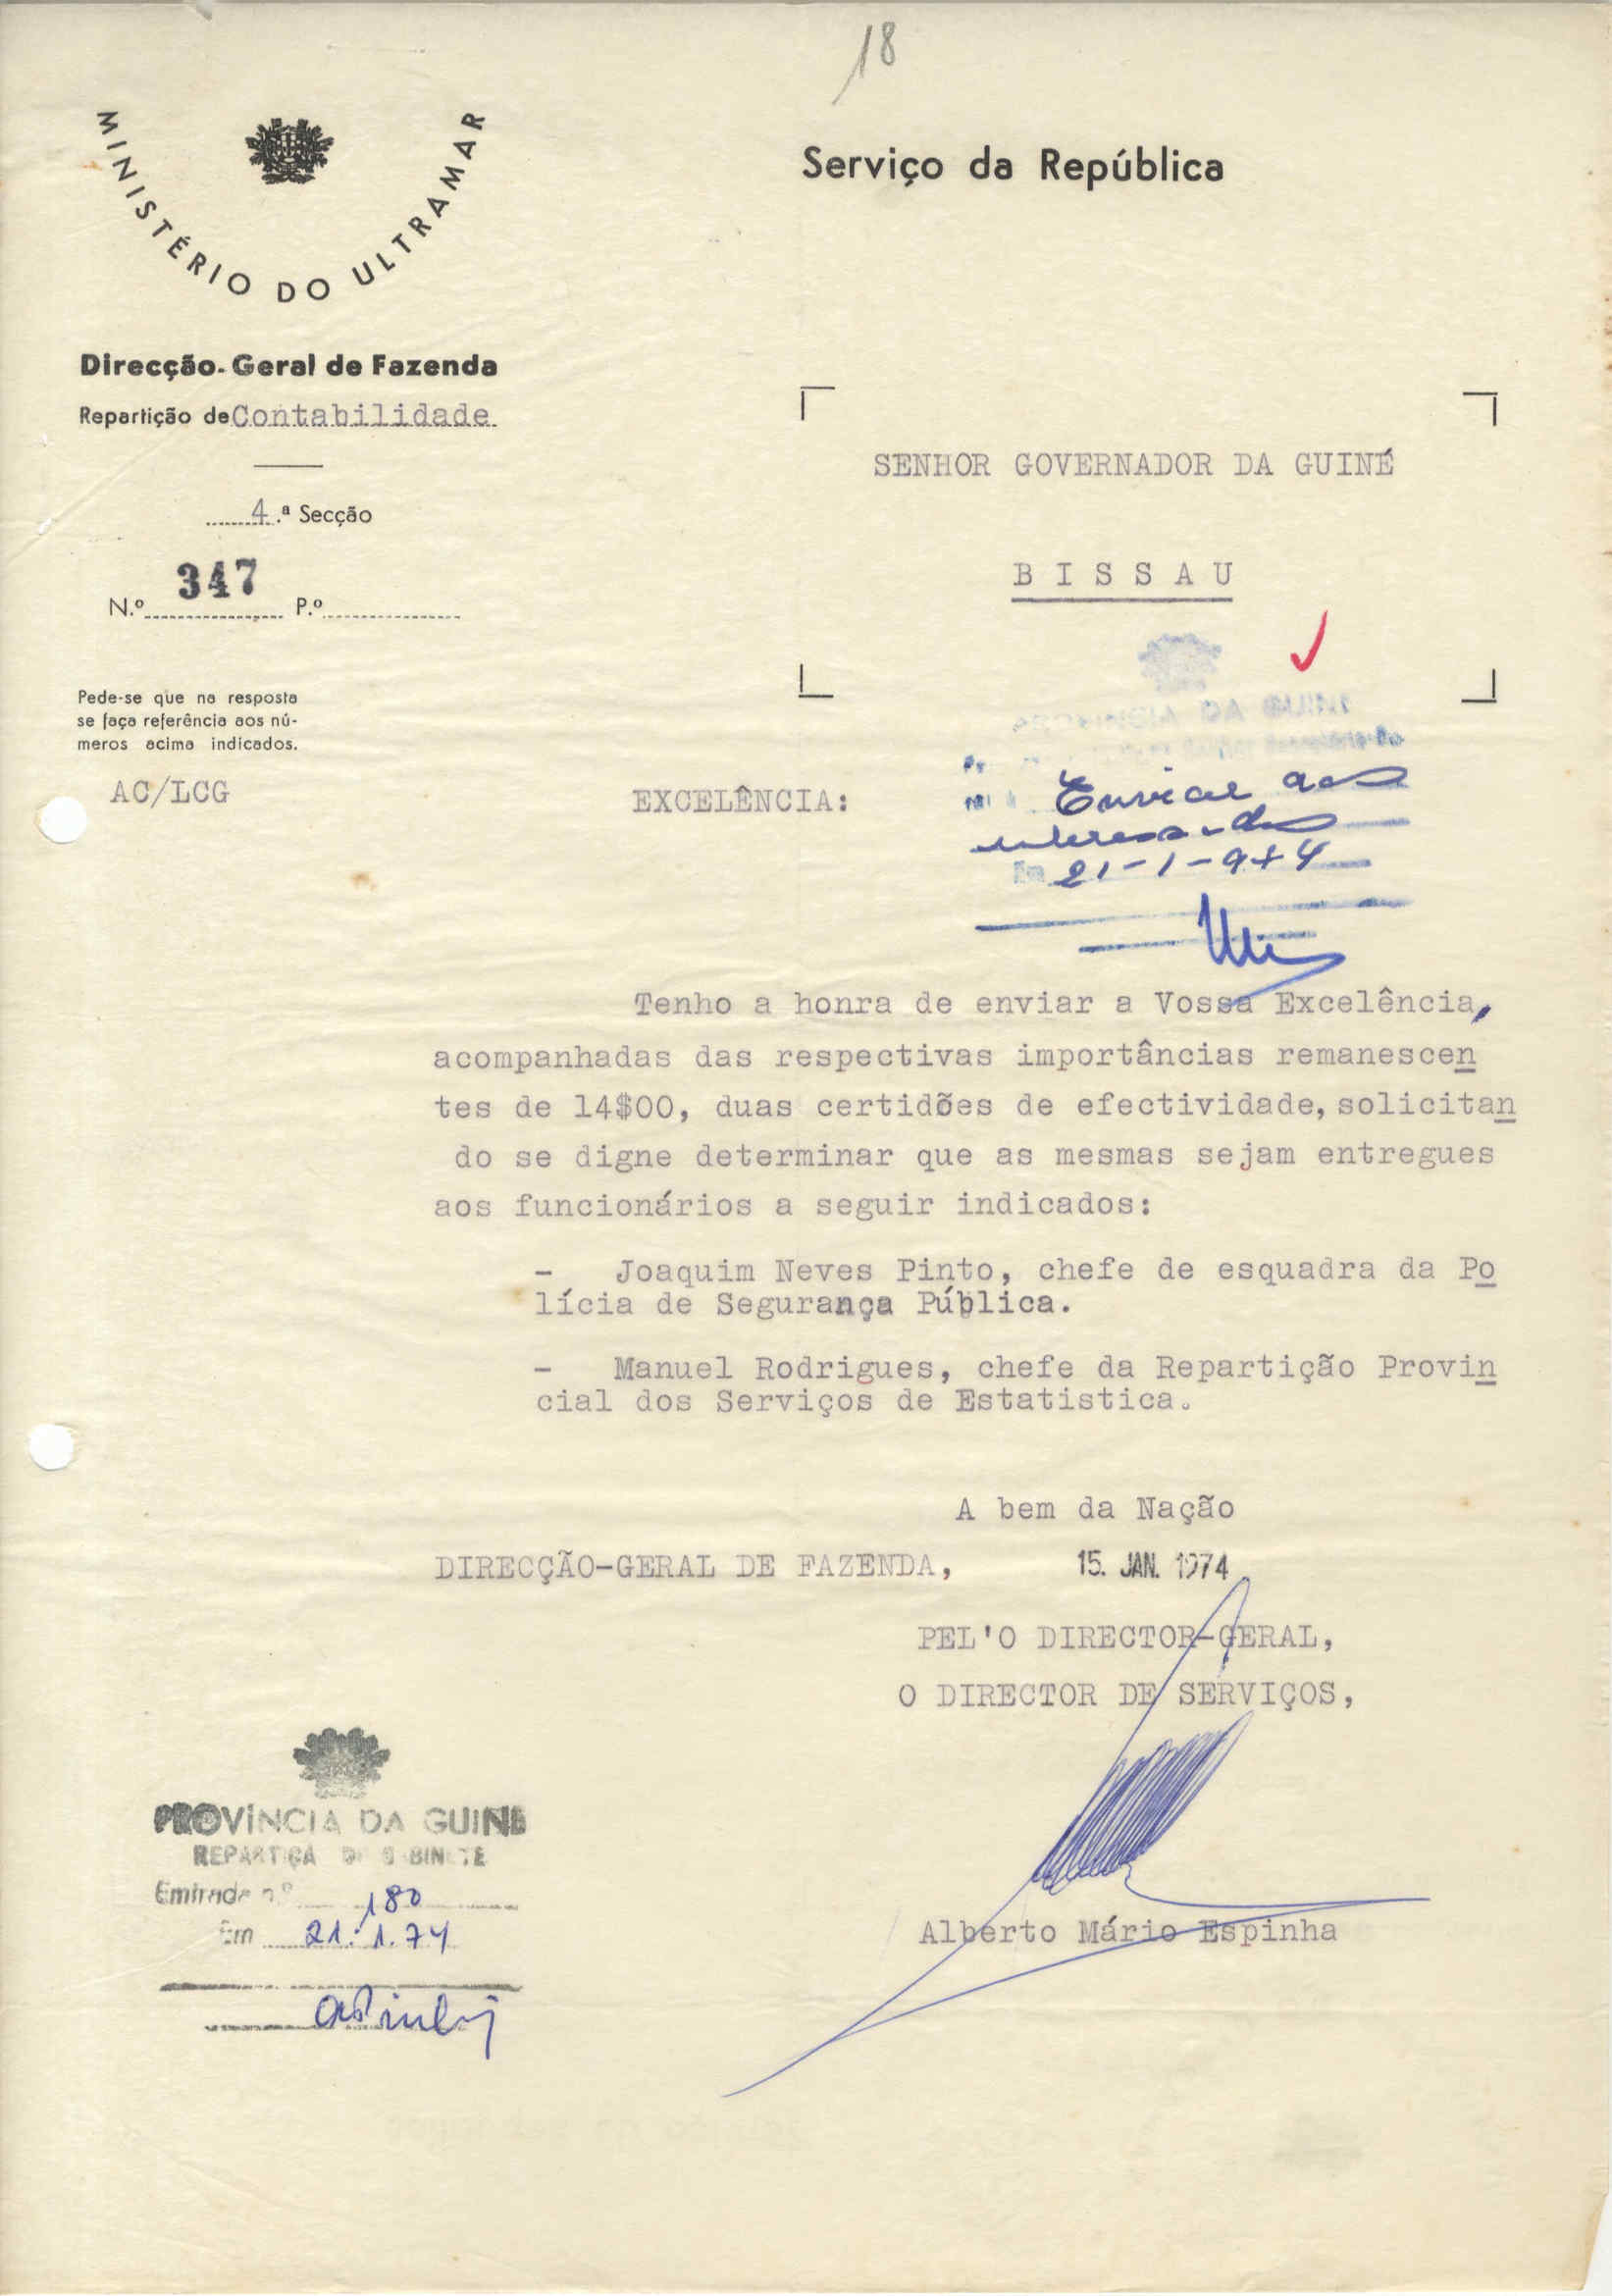 18
MINISTÉRIO DO ULTRAMAR
Serviço da República
Direcção-Geral de Fazenda
Repartição de Contabilidade
4.ª Secção
N.º 347 P.º
Pede-se que na resposta
se faça referência aos nú-
meros acima indicados.
AC/LCG
SENHOR GOVERNADOR DA GUINÉ
B I S S A U
EXCELÊNCIA:
Enviar aos
interessados
Em 21-1-974
Tenho a honra de enviar a Vossa Excelência,
acompanhadas das respectivas importâncias remanescen
tes de 14$00, duas certidões de efectividade, solicitan
do se digne determinar que as mesmas sejam entregues
aos funcionários a seguir indicados:
- Joaquim Neves Pinto, chefe de esquadra da Po
lícia de Segurança Pública.
- Manuel Rodrigues, chefe da Repartição Provin
cial dos Serviços de Estatistica.
A bem da Nação
DIRECÇÃO-GERAL DE FAZENDA, 15. JAN. 1974
PEL'O DIRECTOR-GERAL,
O DIRECTOR DE SERVIÇOS,
Alberto Mário Espinha
PROVÍNCIA DA GUINÉ
REPARTIÇÃ DE GABINETE
Entrada n.º 180
Em 21.1.74